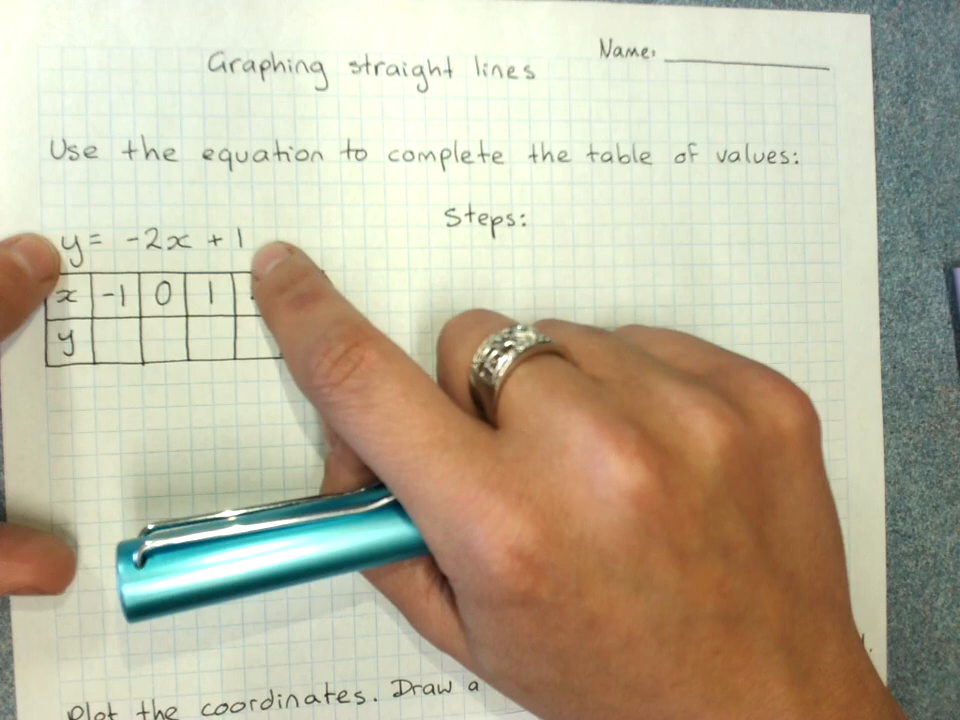 Name: ___________
Graphing straight lines
Use the equation to complete the table of values:
Steps:
y = -2x + 1
x -1 0 1
y
Plot the coordinates. Draw a